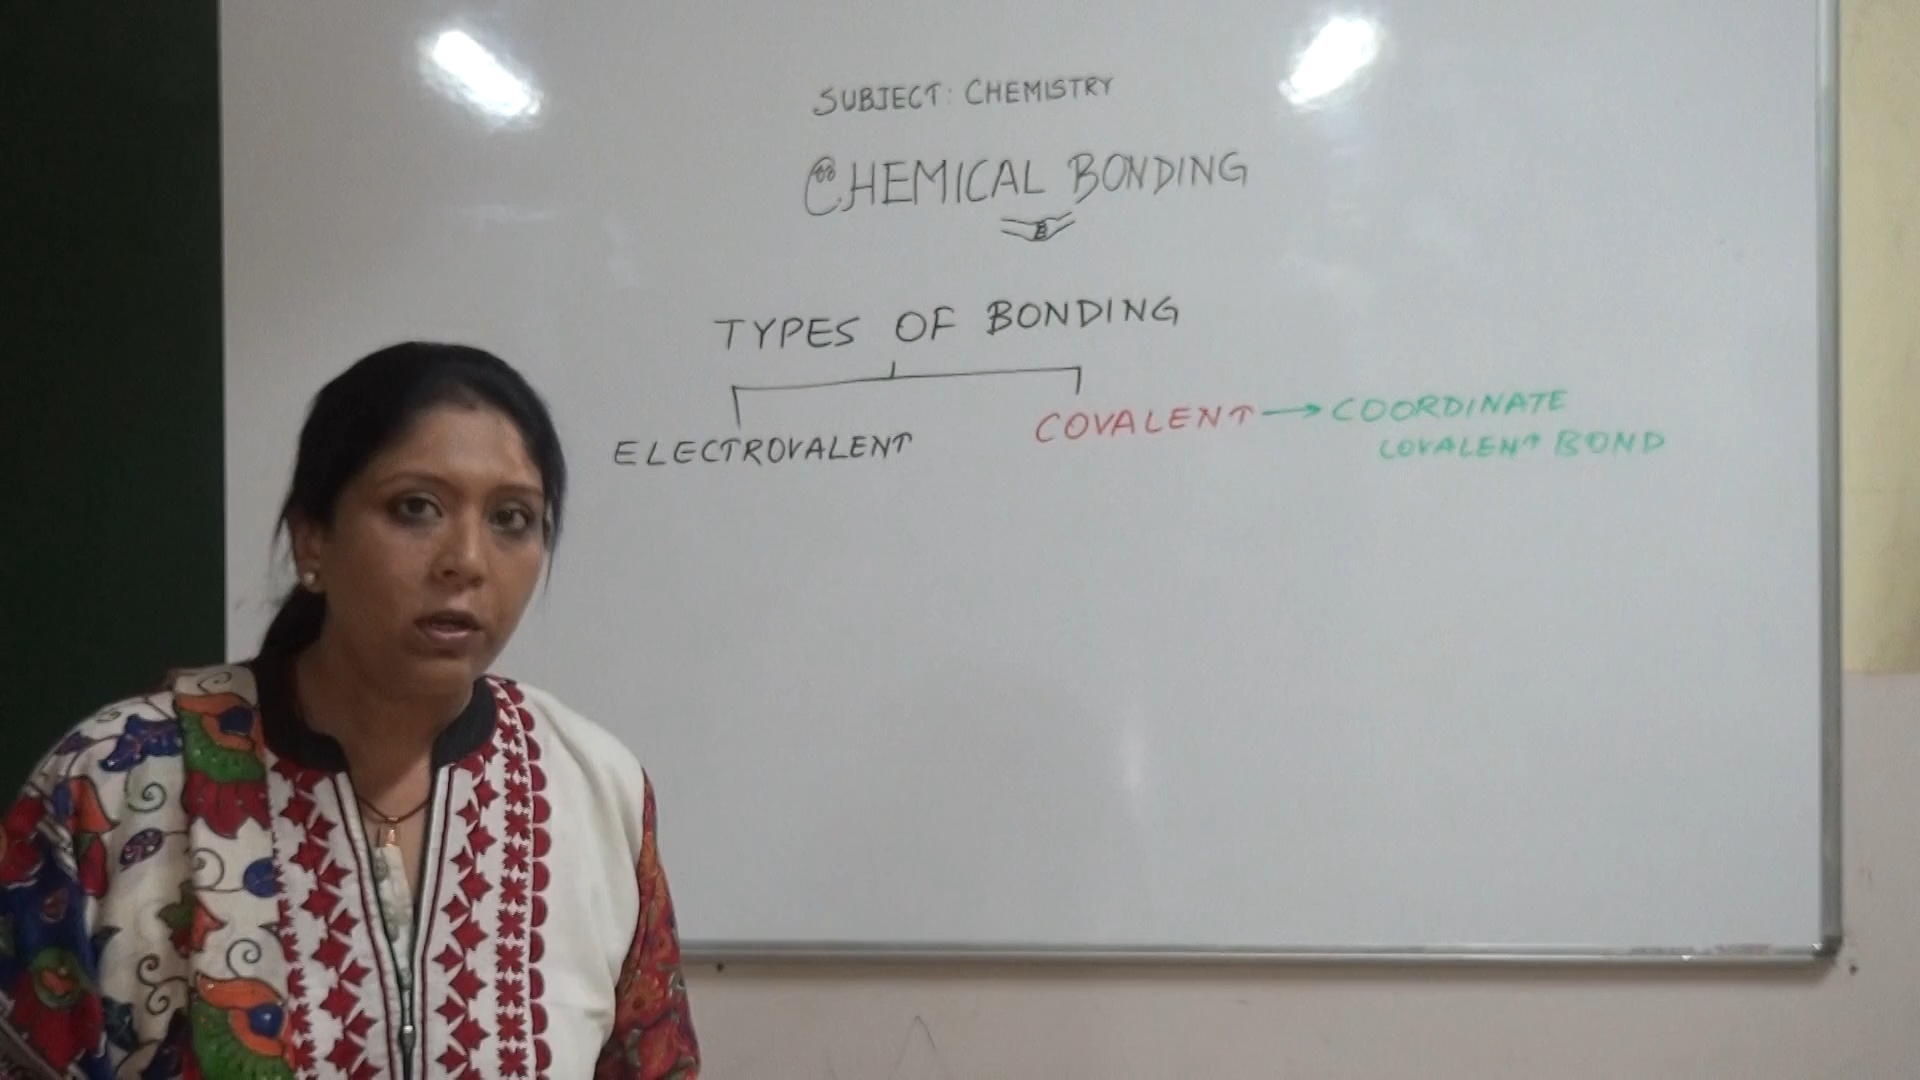 SUBJECT: CHEMISTRY
CHEMICAL BONDING
TYPES OF BONDING
ELECTROVALENT
COVALENT → COORDINATE
COVALENT BOND